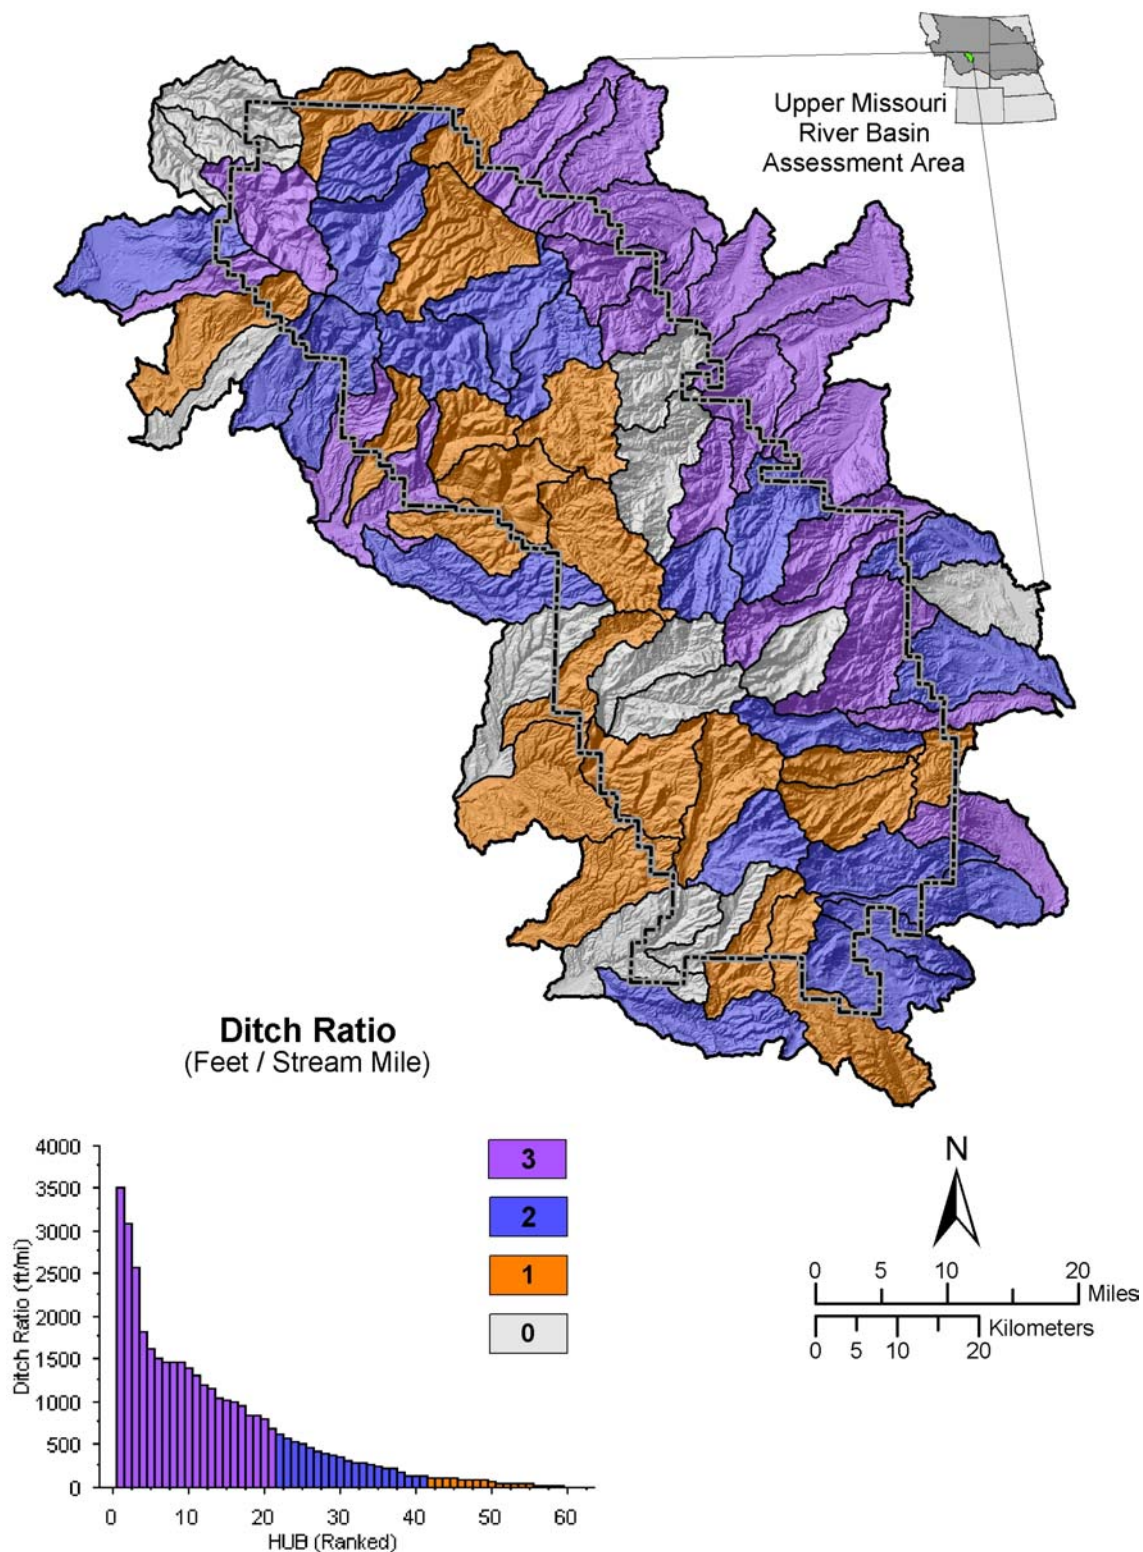 Upper Missouri
River Basin
Assessment Area
Ditch Ratio
(Feet / Stream Mile)
4000
3500
3000
2500
2000
1500
1000
500
0
Ditch Ratio (ft/mi)
0 10 20 30 40 50 60
HUB (Ranked)
3
2
1
0
N
0 5 10 20
Miles
Kilometers
0 5 10 20